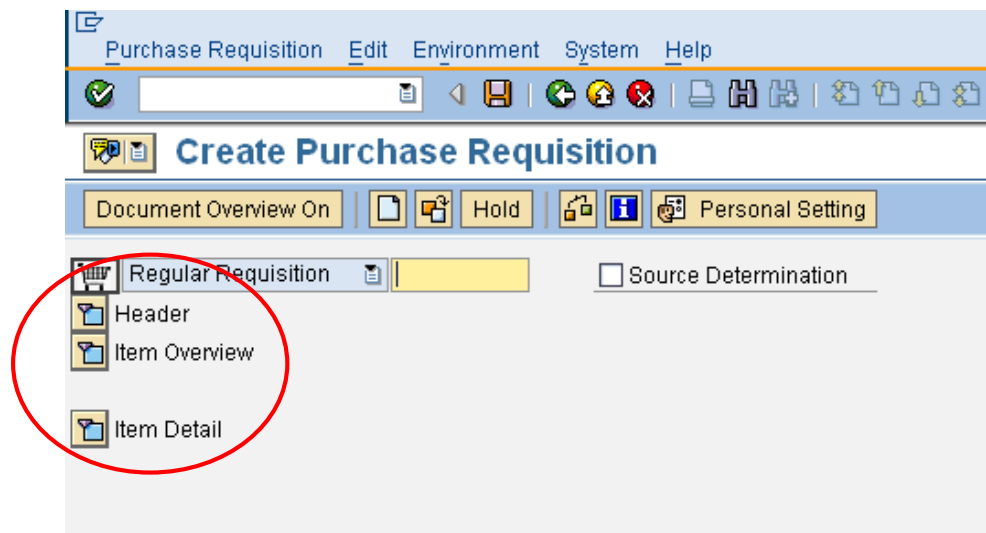 Purchase Requisition Edit Environment System Help
Create Purchase Requisition
Document Overview On Hold Personal Setting
Regular Requisition Source Determination
Header
Item Overview
Item Detail